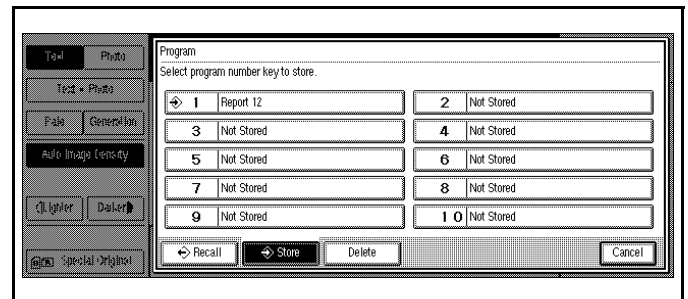 Program
Select program number key to store.
Text Photo
Text • Photo
Pale Generation
Auto Image Density
Lighter Darker
Special Original
1 Report 12 2 Not Stored
3 Not Stored 4 Not Stored
5 Not Stored 6 Not Stored
7 Not Stored 8 Not Stored
9 Not Stored 10 Not Stored
Recall Store Delete Cancel